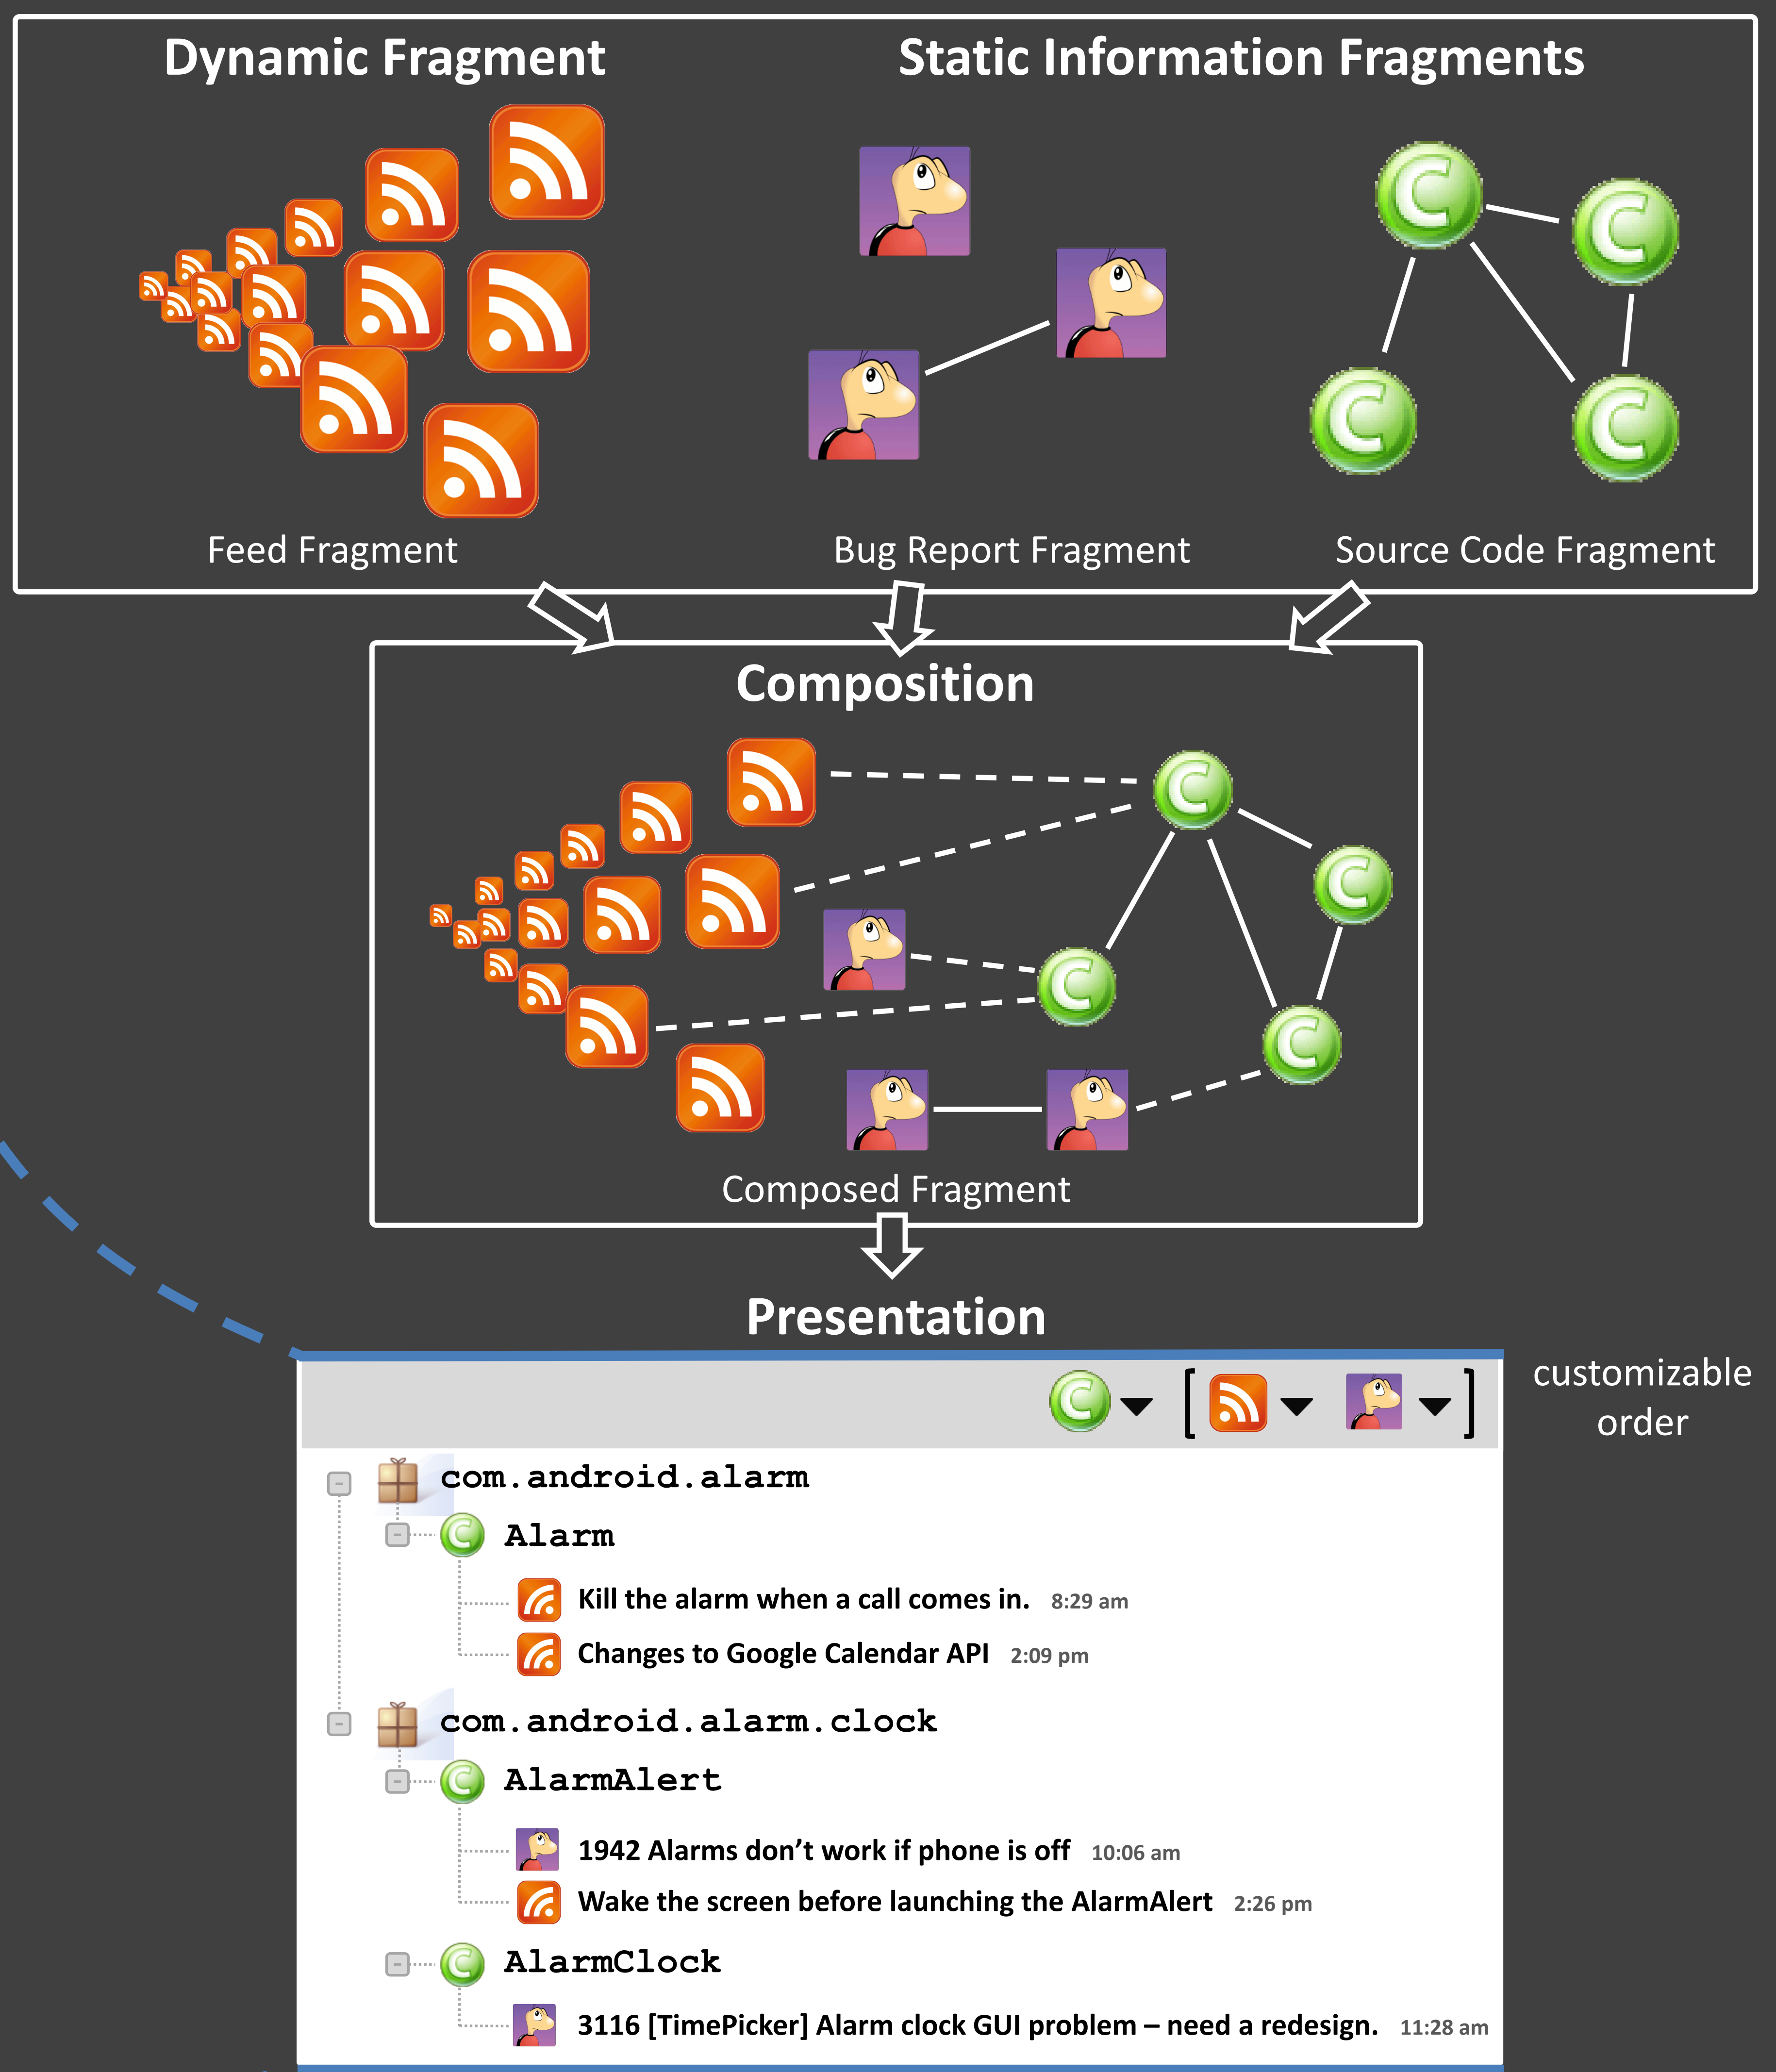 Dynamic Fragment
Static Information Fragments
Feed Fragment
Bug Report Fragment
Source Code Fragment
Composition
Composed Fragment
Presentation
customizable
order
[ ]
com.android.alarm
Alarm
Kill the alarm when a call comes in. 8:29 am
Changes to Google Calendar API 2:09 pm
com.android.alarm.clock
AlarmAlert
1942 Alarms don’t work if phone is off 10:06 am
Wake the screen before launching the AlarmAlert 2:26 pm
AlarmClock
3116 [TimePicker] Alarm clock GUI problem – need a redesign. 11:28 am